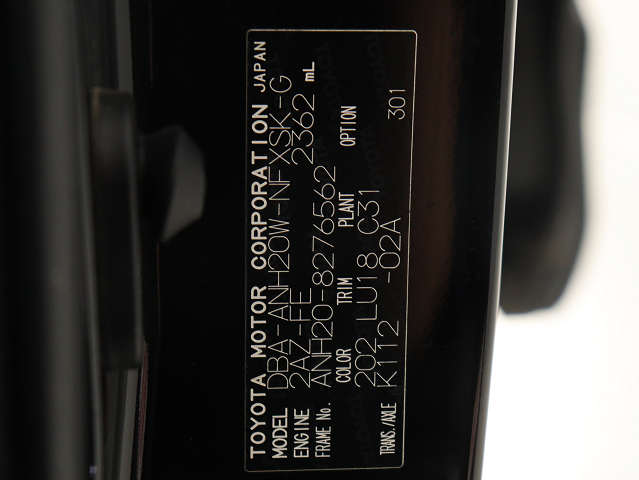 TOYOTA MOTOR CORPORATION JAPAN
MODEL DBA-ANH20W-NFXSK-G
ENGINE 2AZ-FE 2362 mL
FRAME No. ANH20-8276562
COLOR TRIM PLANT OPTION
202 LU18 C31
TRANS./AXLE K112 -02A 301